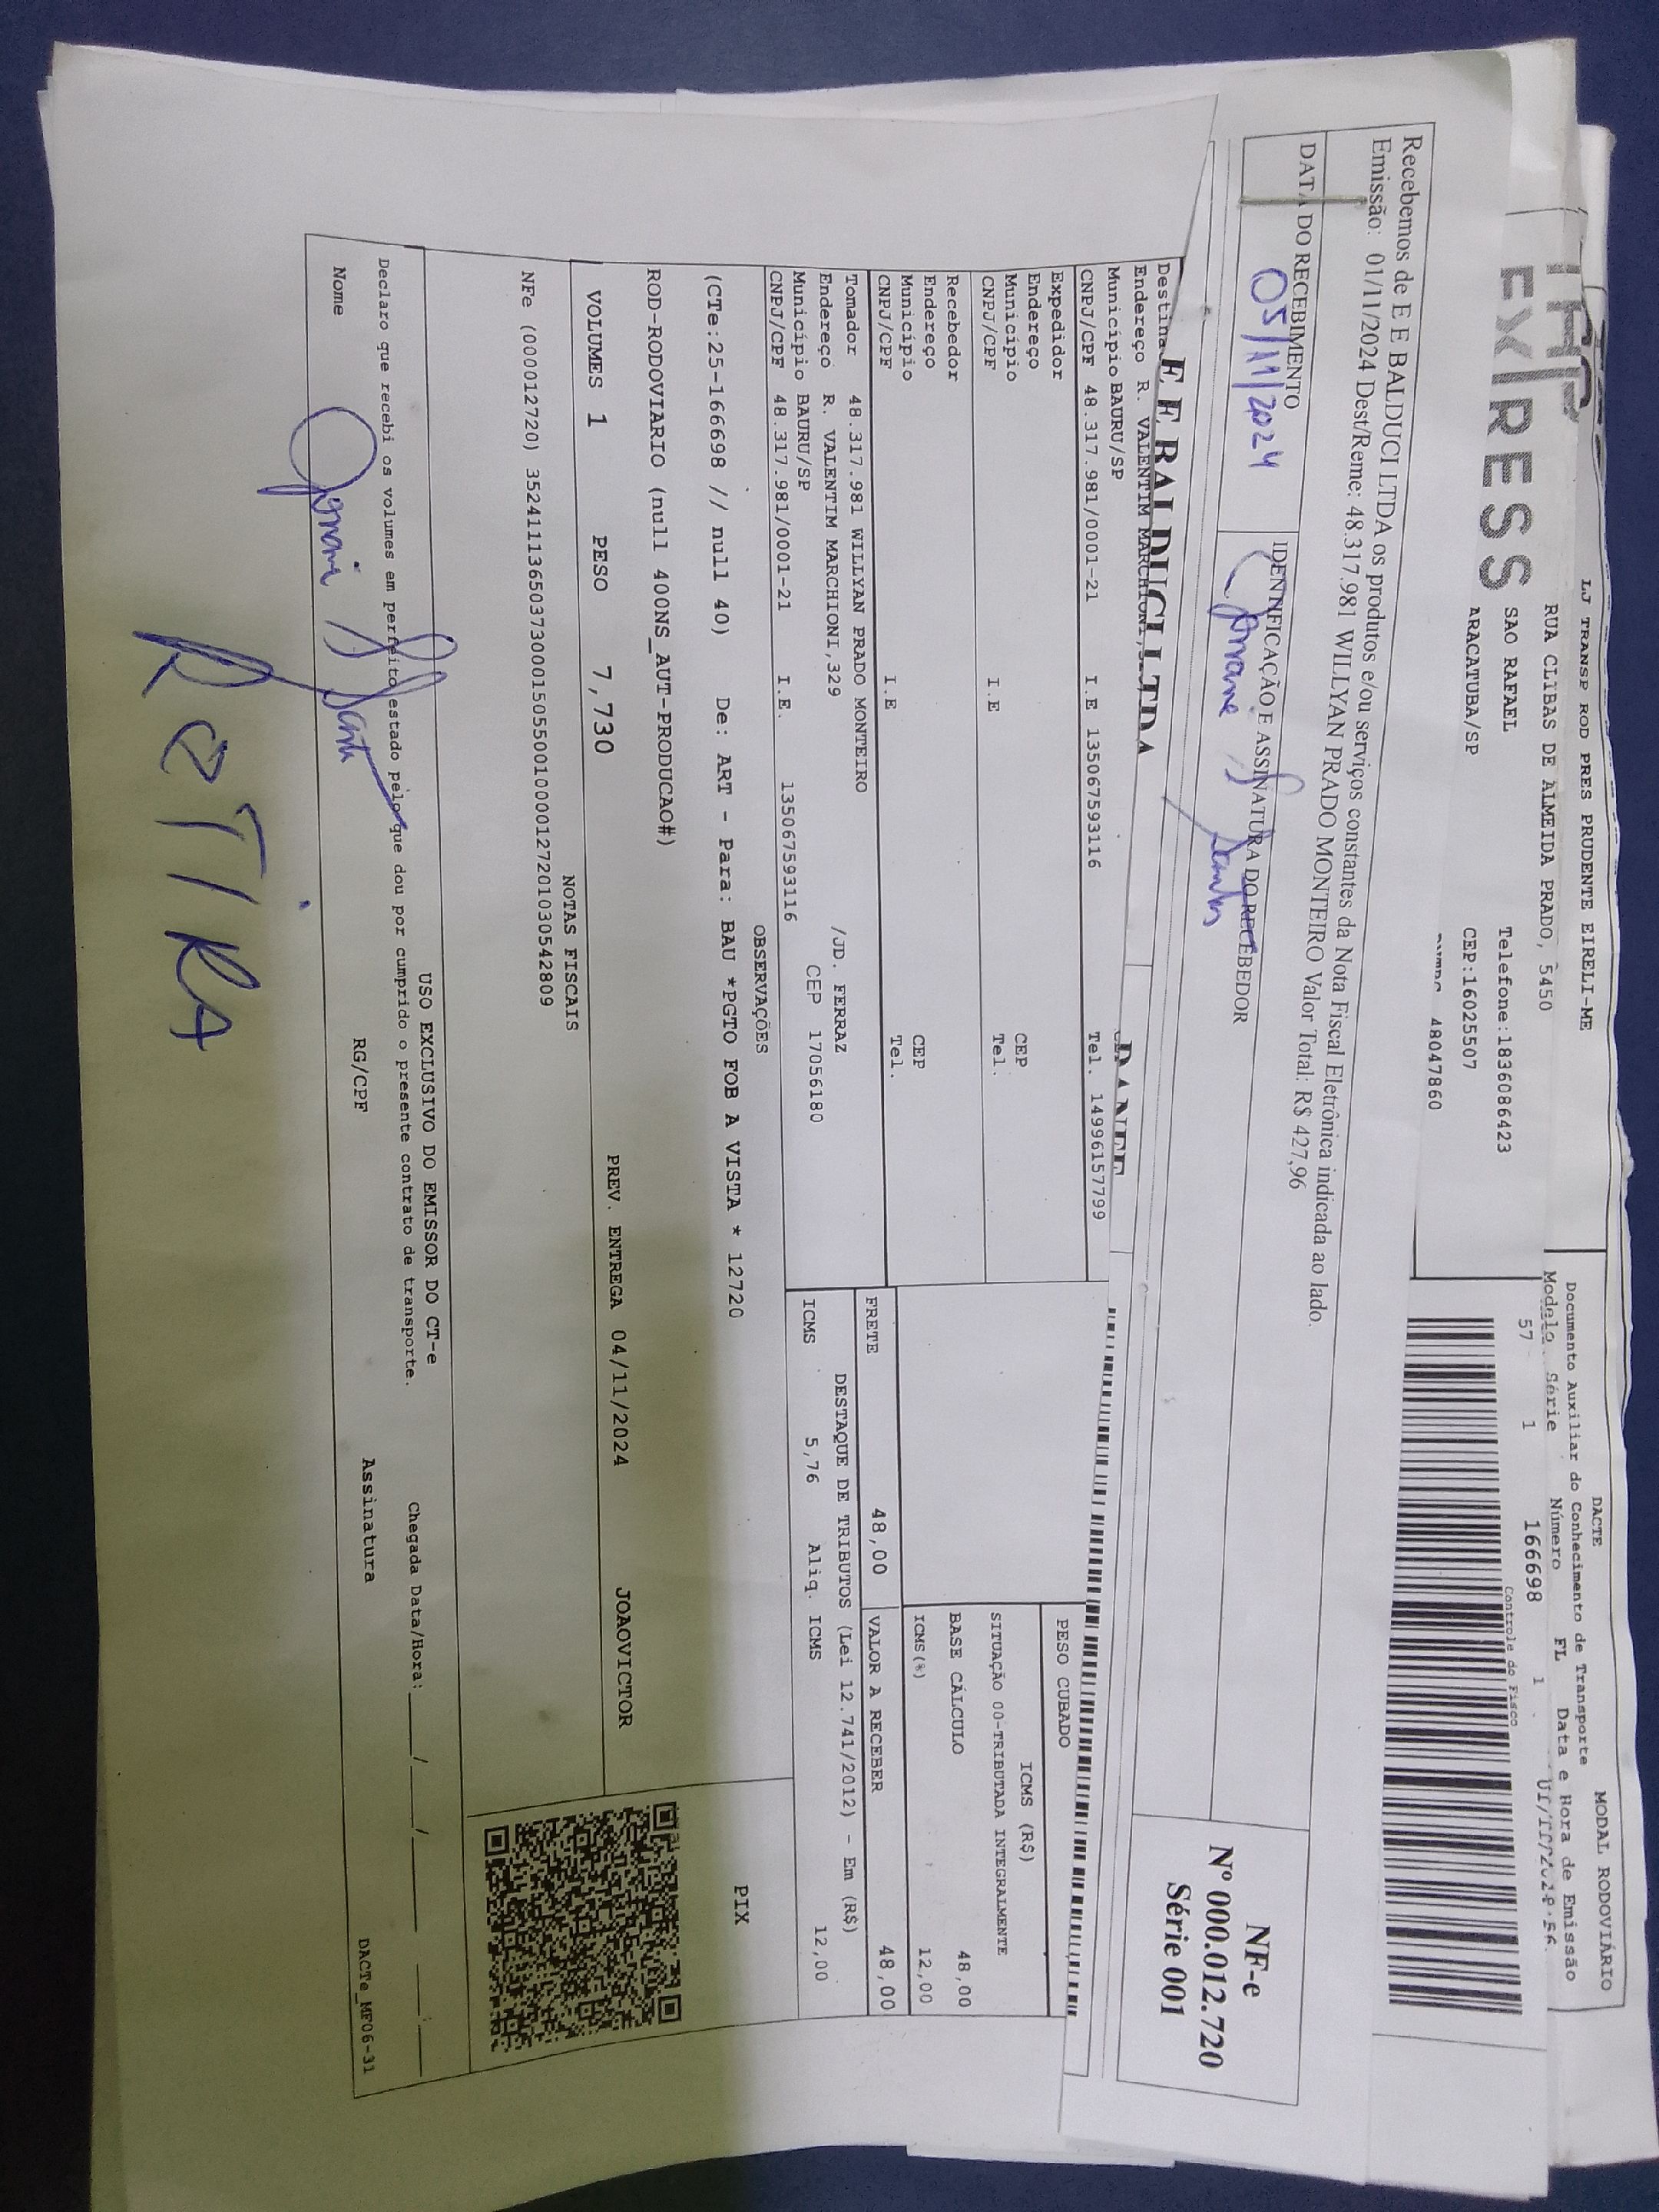 EXPRESS
LJ TRANSP ROD PRES PRUDENTE EIRELI-ME
RUA CLIBAS DE ALMEIDA PRADO, 5450
SAO RAFAEL Telefone:1836086423
ARACATUBA/SP CEP:16025507
48047860
DACTE
Documento Auxiliar do Conhecimento de Transporte
MODAL RODOVIÁRIO
Modelo Série Número FL Data e Hora de Emissão
57 1 166698 1
Controle do Fisco
Recebemos de E E BALDUCI LTDA os produtos e/ou serviços constantes da Nota Fiscal Eletrônica indicada ao lado.
Emissão: 01/11/2024 Dest/Reme: 48.317.981 WILLYAN PRADO MONTEIRO Valor Total: R$ 427,96
DATA DO RECEBIMENTO
05/11/2024
IDENTIFICAÇÃO E ASSINATURA DO RECEBEDOR
NF-e
Nº 000.012.720
Série 001
E E BALDUCI LTDA
DANFE
Endereço R. VALENTIM MARCHIONI,
Município BAURU/SP
CNPJ/CPF 48.317.981/0001-21 I.E 135067593116 Tel. 14996157799
Expedidor
Endereço
Município CEP
CNPJ/CPF I.E Tel.
Recebedor
Endereço
Município CEP
CNPJ/CPF I.E Tel.
Tomador 48.317.981 WILLYAN PRADO MONTEIRO
Endereço R. VALENTIM MARCHIONI,329 /JD. FERRAZ
Município BAURU/SP CEP 17056180
CNPJ/CPF 48.317.981/0001-21 I.E. 135067593116
PESO CUBADO
ICMS (R$)
SITUAÇÃO 00-TRIBUTADA INTEGRALMENTE
BASE CÁLCULO 48,00
ICMS(%) 12,00
FRETE 48,00 VALOR A RECEBER 48,00
DESTAQUE DE TRIBUTOS (Lei 12.741/2012) - Em (R$)
ICMS 5,76 Aliq. ICMS 12,00
OBSERVAÇÕES
(CTe:25-166698 // null 40) De: ART - Para: BAU *PGTO FOB A VISTA * 12720
ROD-RODOVIARIO (null 400NS_AUT-PRODUCAO#)
PIX
VOLUMES 1 PESO 7,730 PREV. ENTREGA 04/11/2024 JOAOVICTOR
NOTAS FISCAIS
NFe (000012720) 35241113650373000150550010000127201030542809
USO EXCLUSIVO DO EMISSOR DO CT-e
Declaro que recebi os volumes em perfeito estado pelo que dou por cumprido o presente contrato de transporte. Chegada Data/Hora:____/____/____ ____:____
Nome RG/CPF Assinatura DACTe_MF06-31
RETIRA